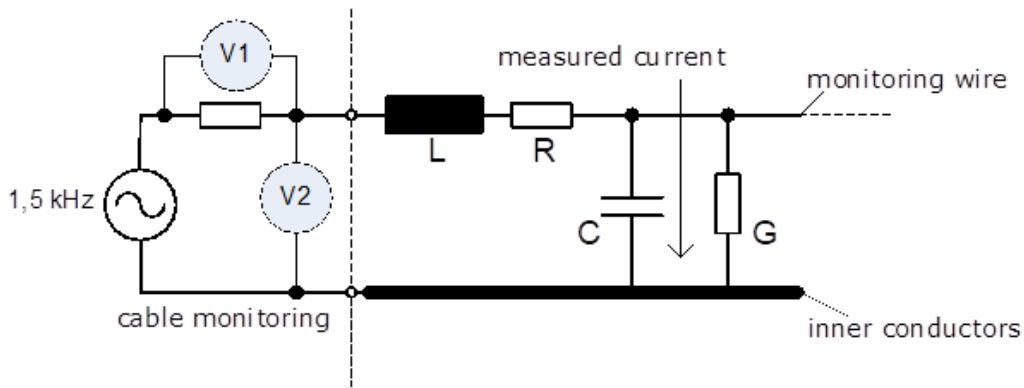 V1
measured current
monitoring wire
L
R
1,5 kHz
V2
C
G
cable monitoring
inner conductors